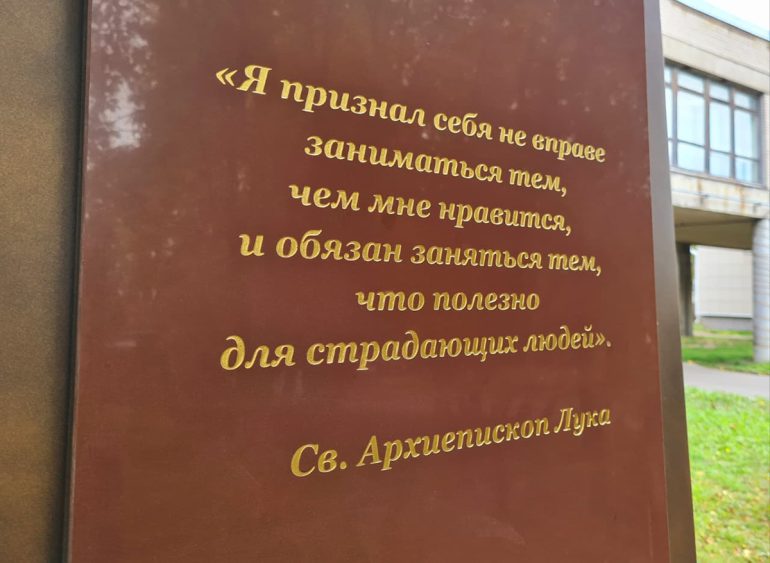 «Я признал себя не вправе
заниматься тем,
чем мне нравится,
и обязан заняться тем,
что полезно
для страдающих людей».
Св. Архиепископ Лука